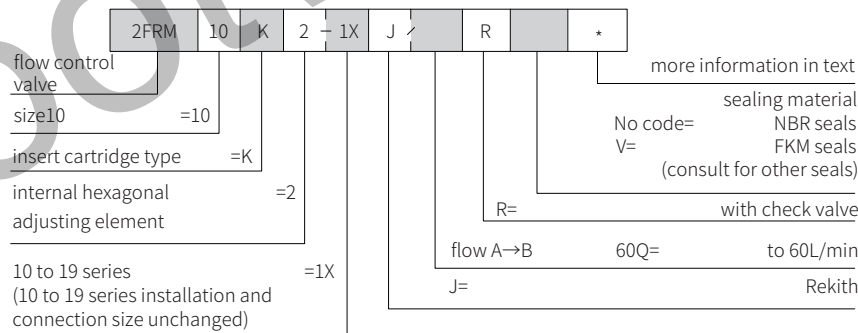 2FRM 10 K 2 - 1X J / R *
flow control
valve
size10 =10
insert cartridge type =K
internal hexagonal =2
adjusting element
10 to 19 series =1X
(10 to 19 series installation and
connection size unchanged)
more information in text
sealing material
No code= NBR seals
V= FKM seals
(consult for other seals)
R= with check valve
flow A→B 60Q= to 60L/min
J= Rekith